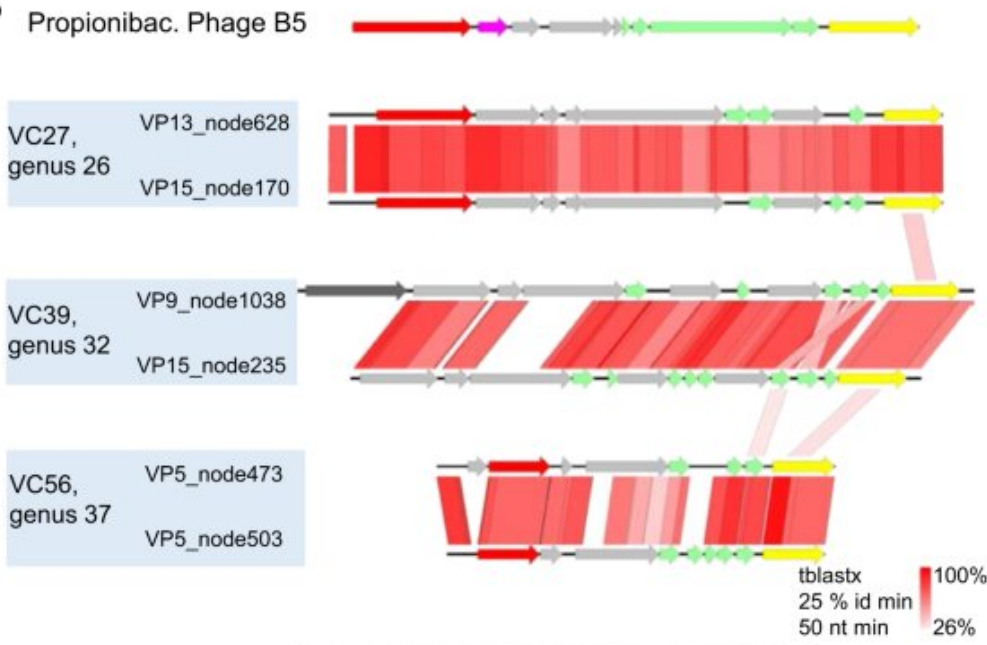 Propionibac. Phage B5
VC27,
genus 26
VP13_node628
VP15_node170
VC39,
genus 32
VP9_node1038
VP15_node235
VC56,
genus 37
VP5_node473
VP5_node503
tblastx
25 % id min
50 nt min
100%
26%